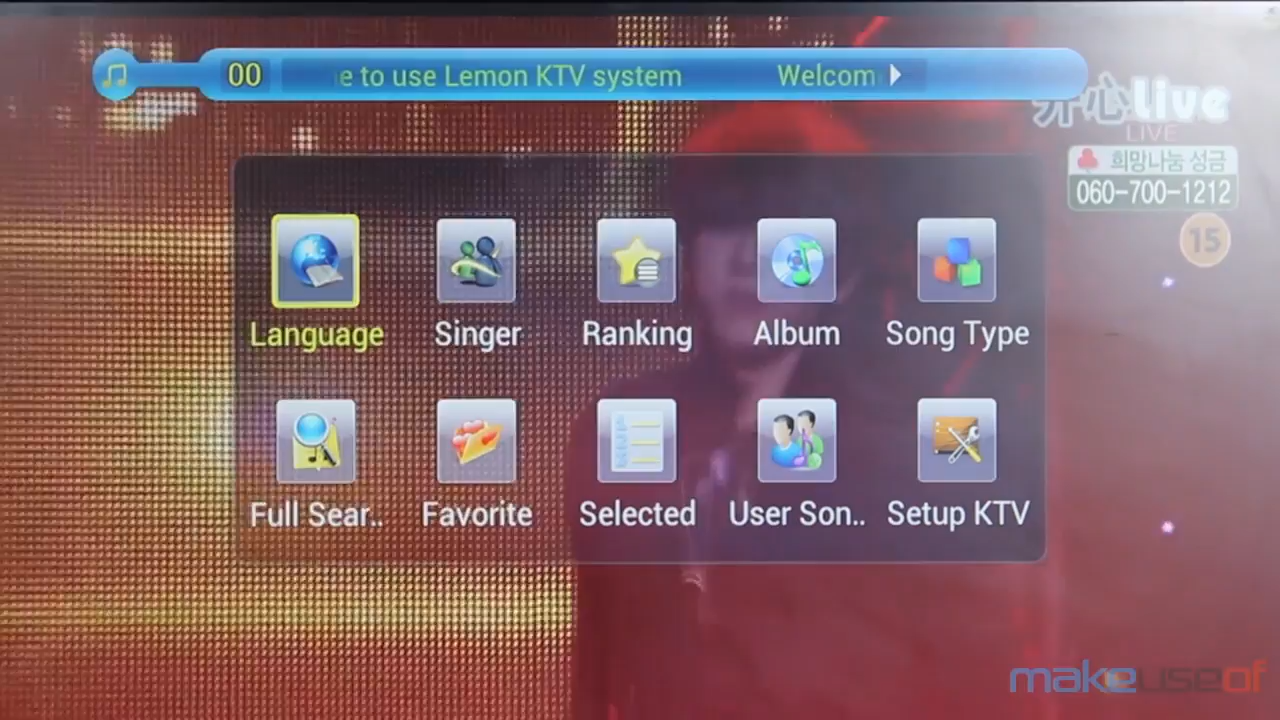 00 e to use Lemon KTV system Welcom
开心live
LIVE
희망나눔 성금
060-700-1212
15
Language Singer Ranking Album Song Type
Full Sear.. Favorite Selected User Son.. Setup KTV
makeuseof